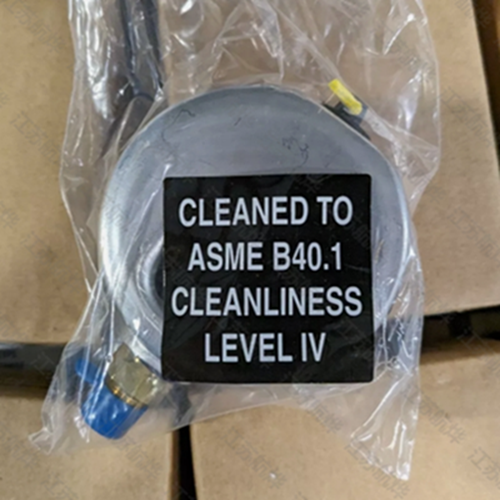 CLEANED TO
ASME B40.1
CLEANLINESS
LEVEL IV